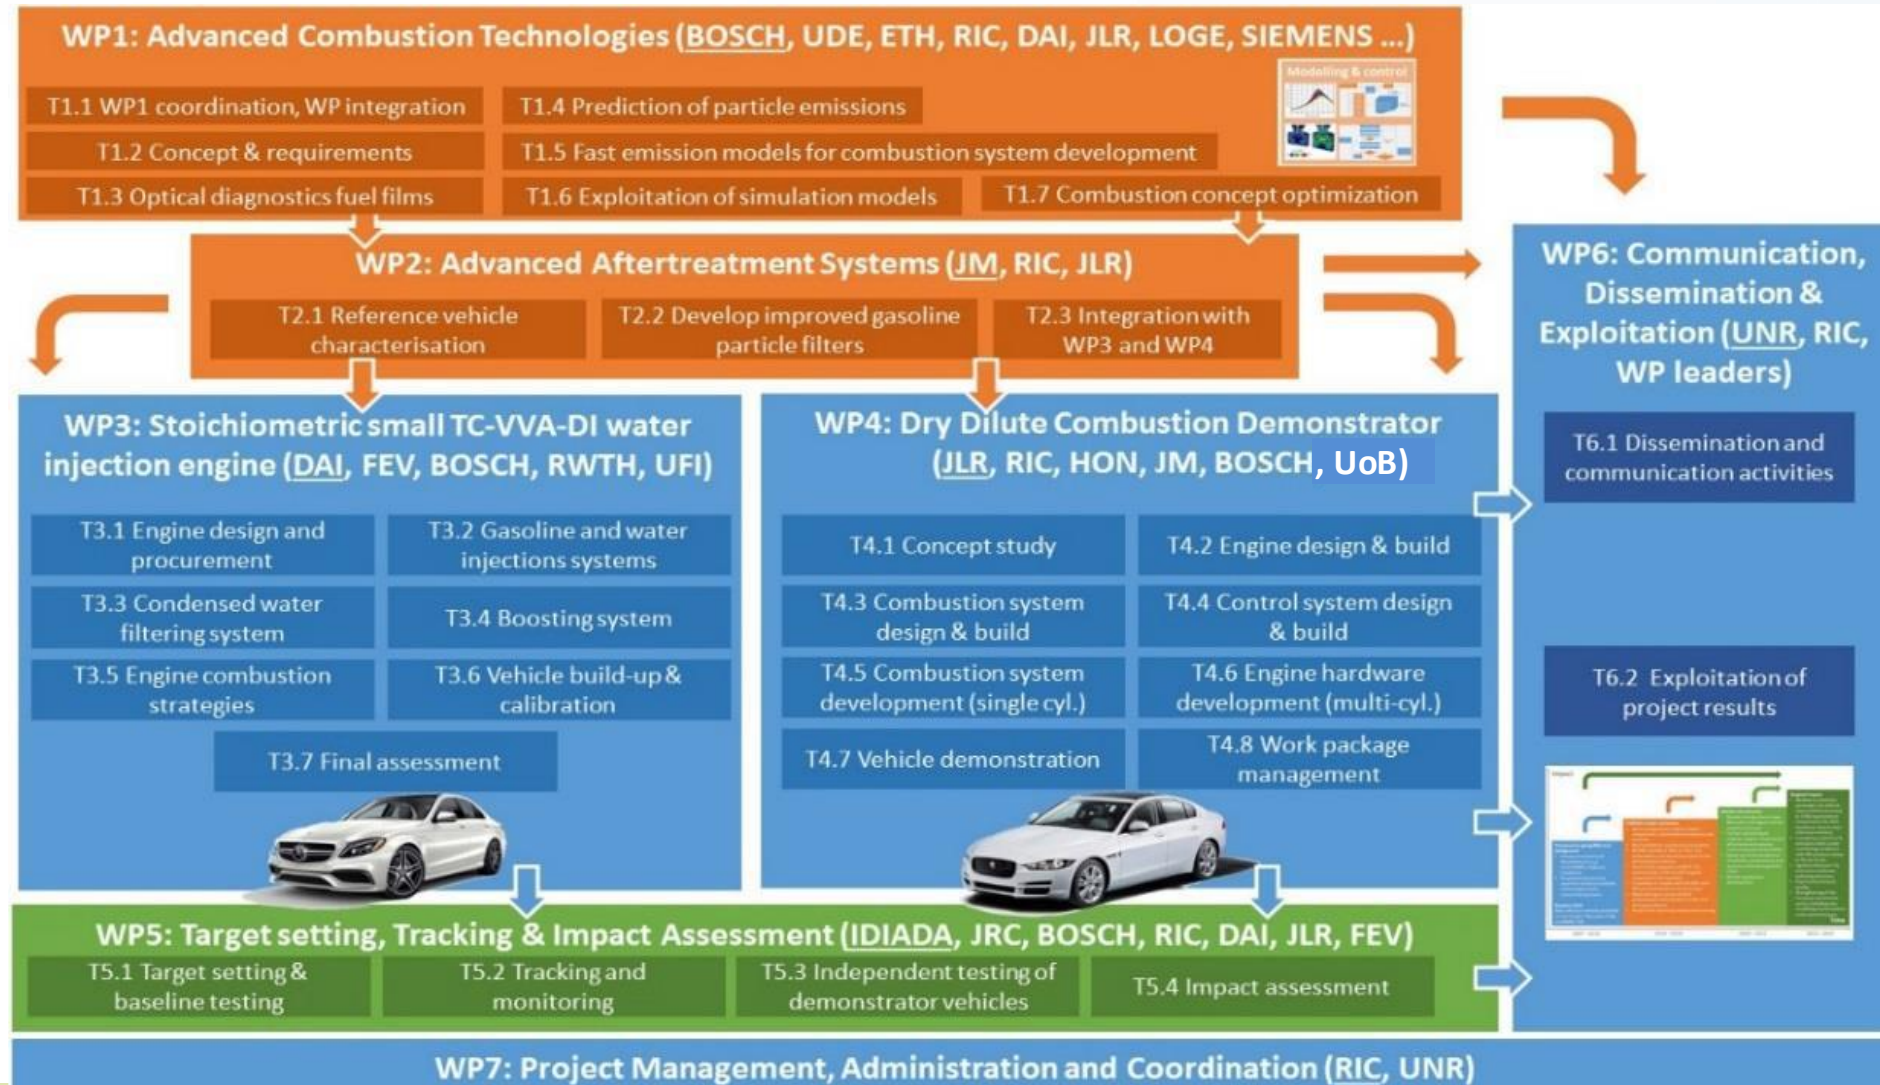 WP1: Advanced Combustion Technologies (BOSCH, UDE, ETH, RIC, DAI, JLR, LOGE, SIEMENS ...)
Modelling & control
T1.1 WP1 coordination, WP integration
T1.4 Prediction of particle emissions
T1.2 Concept & requirements
T1.5 Fast emission models for combustion system development
T1.3 Optical diagnostics fuel films
T1.6 Exploitation of simulation models
T1.7 Combustion concept optimization
WP2: Advanced Aftertreatment Systems (JM, RIC, JLR)
T2.1 Reference vehicle
characterisation
T2.2 Develop improved gasoline
particle filters
T2.3 Integration with
WP3 and WP4
WP3: Stoichiometric small TC-VVA-DI water
injection engine (DAI, FEV, BOSCH, RWTH, UFI)
T3.1 Engine design and
procurement
T3.2 Gasoline and water
injections systems
T3.3 Condensed water
filtering system
T3.4 Boosting system
T3.5 Engine combustion
strategies
T3.6 Vehicle build-up &
calibration
T3.7 Final assessment
WP4: Dry Dilute Combustion Demonstrator
(JLR, RIC, HON, JM, BOSCH, UoB)
T4.1 Concept study
T4.2 Engine design & build
T4.3 Combustion system
design & build
T4.4 Control system design
& build
T4.5 Combustion system
development (single cyl.)
T4.6 Engine hardware
development (multi-cyl.)
T4.7 Vehicle demonstration
T4.8 Work package
management
WP5: Target setting, Tracking & Impact Assessment (IDIADA, JRC, BOSCH, RIC, DAI, JLR, FEV)
T5.1 Target setting &
baseline testing
T5.2 Tracking and
monitoring
T5.3 Independent testing of
demonstrator vehicles
T5.4 Impact assessment
WP6: Communication,
Dissemination &
Exploitation (UNR, RIC,
WP leaders)
T6.1 Dissemination and
communication activities
T6.2 Exploitation of
project results
WP7: Project Management, Administration and Coordination (RIC, UNR)